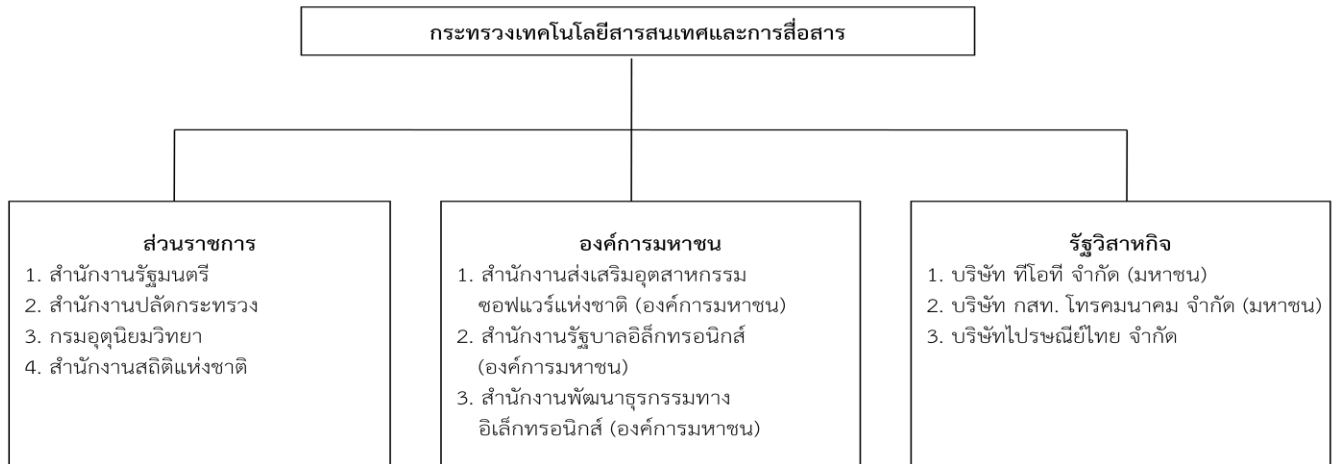 กระทรวงเทคโนโลยีสารสนเทศและการสื่อสาร
ส่วนราชการ
1. สำนักงานรัฐมนตรี
2. สำนักงานปลัดกระทรวง
3. กรมอุตุนิยมวิทยา
4. สำนักงานสถิติแห่งชาติ
องค์การมหาชน
1. สำนักงานส่งเสริมอุตสาหกรรม
ซอฟแวร์แห่งชาติ (องค์การมหาชน)
2. สำนักงานรัฐบาลอิล็กทรอนิกส์
(องค์การมหาชน)
3. สำนักงานพัฒนาธุรกรรมทาง
อิเล็กทรอนิกส์ (องค์การมหาชน)
รัฐวิสาหกิจ
1. บริษัท ทีโอที จำกัด (มหาชน)
2. บริษัท กสท. โทรคมนาคม จำกัด (มหาชน)
3. บริษัทไปรษณีย์ไทย จำกัด